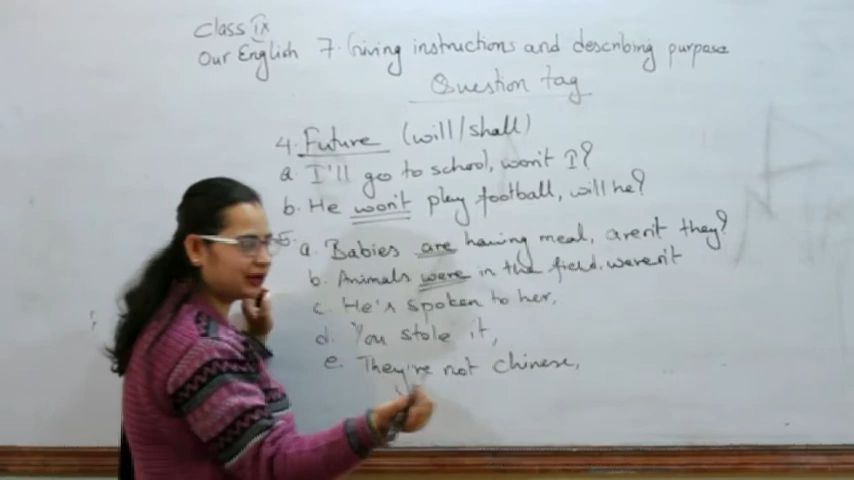 Class IX
Our English 7. Giving instructions and describing purpose
Question tag
4. Future (will/shall)
a. I'll go to school, won't I?
b. He won't play football, will he?
5. a. Babies are having meal, aren't they?
b. Animals were in the field, weren't
c. He's spoken to her,
d. You stole it,
e. They're not Chinese,